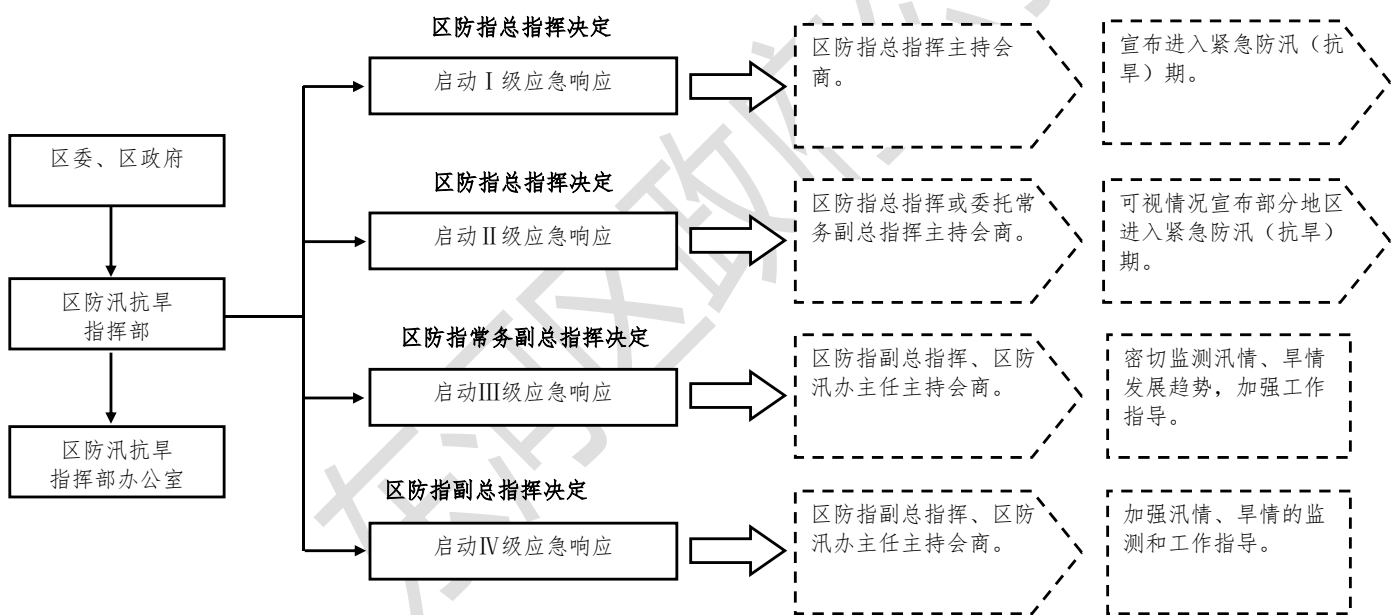 区委、区政府
区防汛抗旱
指挥部
区防汛抗旱
指挥部办公室
区防指总指挥决定
启动Ⅰ级应急响应
区防指总指挥主持会
商。
宣布进入紧急防汛（抗
旱）期。
区防指总指挥决定
启动Ⅱ级应急响应
区防指总指挥或委托常
务副总指挥主持会商。
可视情况宣布部分地区
进入紧急防汛（抗旱）
期。
区防指常务副总指挥决定
启动Ⅲ级应急响应
区防指副总指挥、区防
汛办主任主持会商。
密切监测汛情、旱情
发展趋势，加强工作
指导。
区防指副总指挥决定
启动Ⅳ级应急响应
区防指副总指挥、区防
汛办主任主持会商。
加强汛情、旱情的监
测和工作指导。
东河区政府